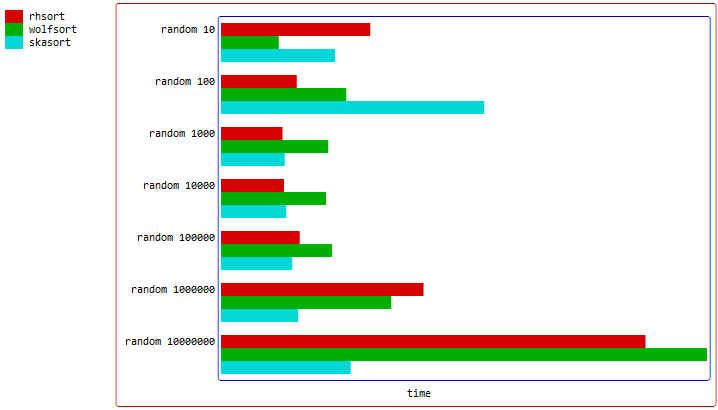 rhsort
wolfsort
skasort
random 10
random 100
random 1000
random 10000
random 100000
random 1000000
random 10000000
time